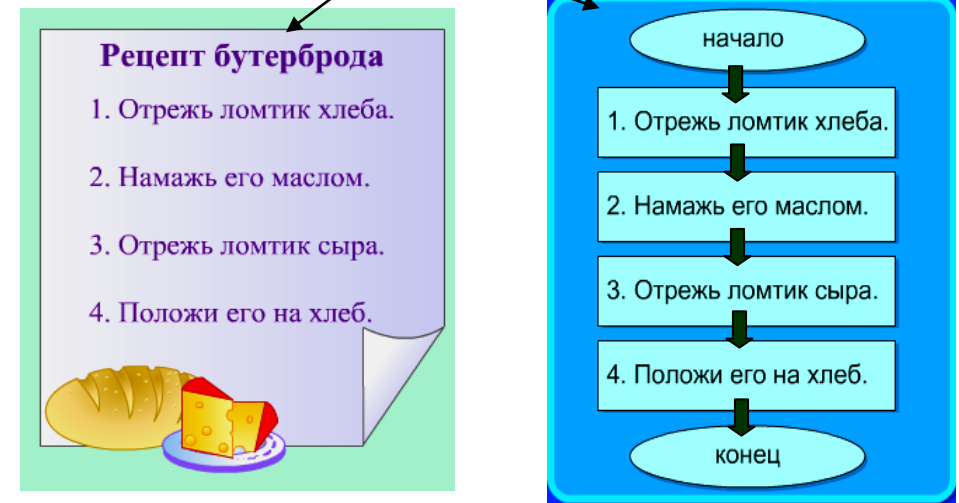 Рецепт бутерброда
1. Отрежь ломтик хлеба.
2. Намажь его маслом.
3. Отрежь ломтик сыра.
4. Положи его на хлеб.
начало
1. Отрежь ломтик хлеба.
2. Намажь его маслом.
3. Отрежь ломтик сыра.
4. Положи его на хлеб.
конец